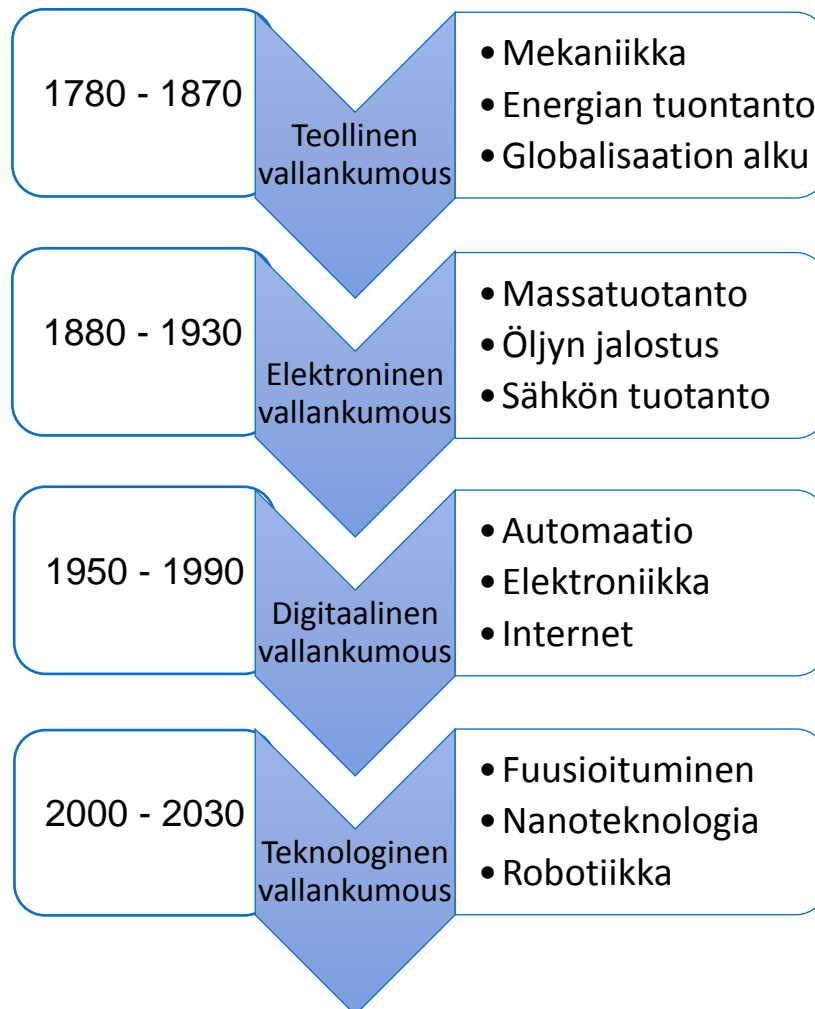 1780 - 1870
Teollinen
vallankumous
• Mekaniikka
• Energian tuontanto
• Globalisaation alku
1880 - 1930
Elektroninen
vallankumous
• Massatuotanto
• Öljyn jalostus
• Sähkön tuotanto
1950 - 1990
Digitaalinen
vallankumous
• Automaatio
• Elektroniikka
• Internet
2000 - 2030
Teknologinen
vallankumous
• Fuusioituminen
• Nanoteknologia
• Robotiikka